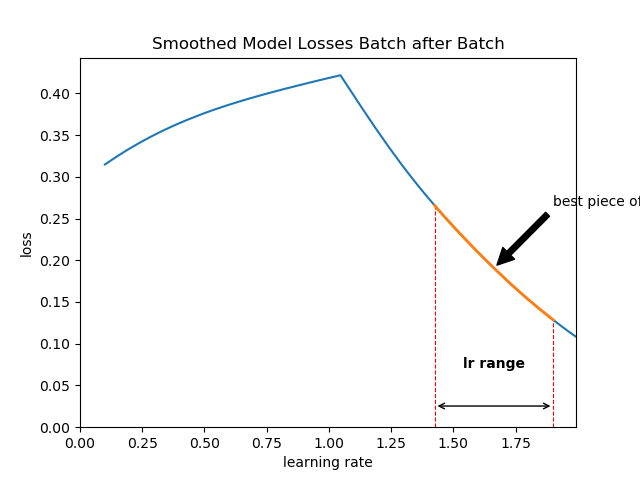 Smoothed Model Losses Batch after Batch
0.40
0.35
0.30
0.25
0.20
0.15
0.10
0.05
0.00
loss
best piece of
lr range
0.00 0.25 0.50 0.75 1.00 1.25 1.50 1.75
learning rate